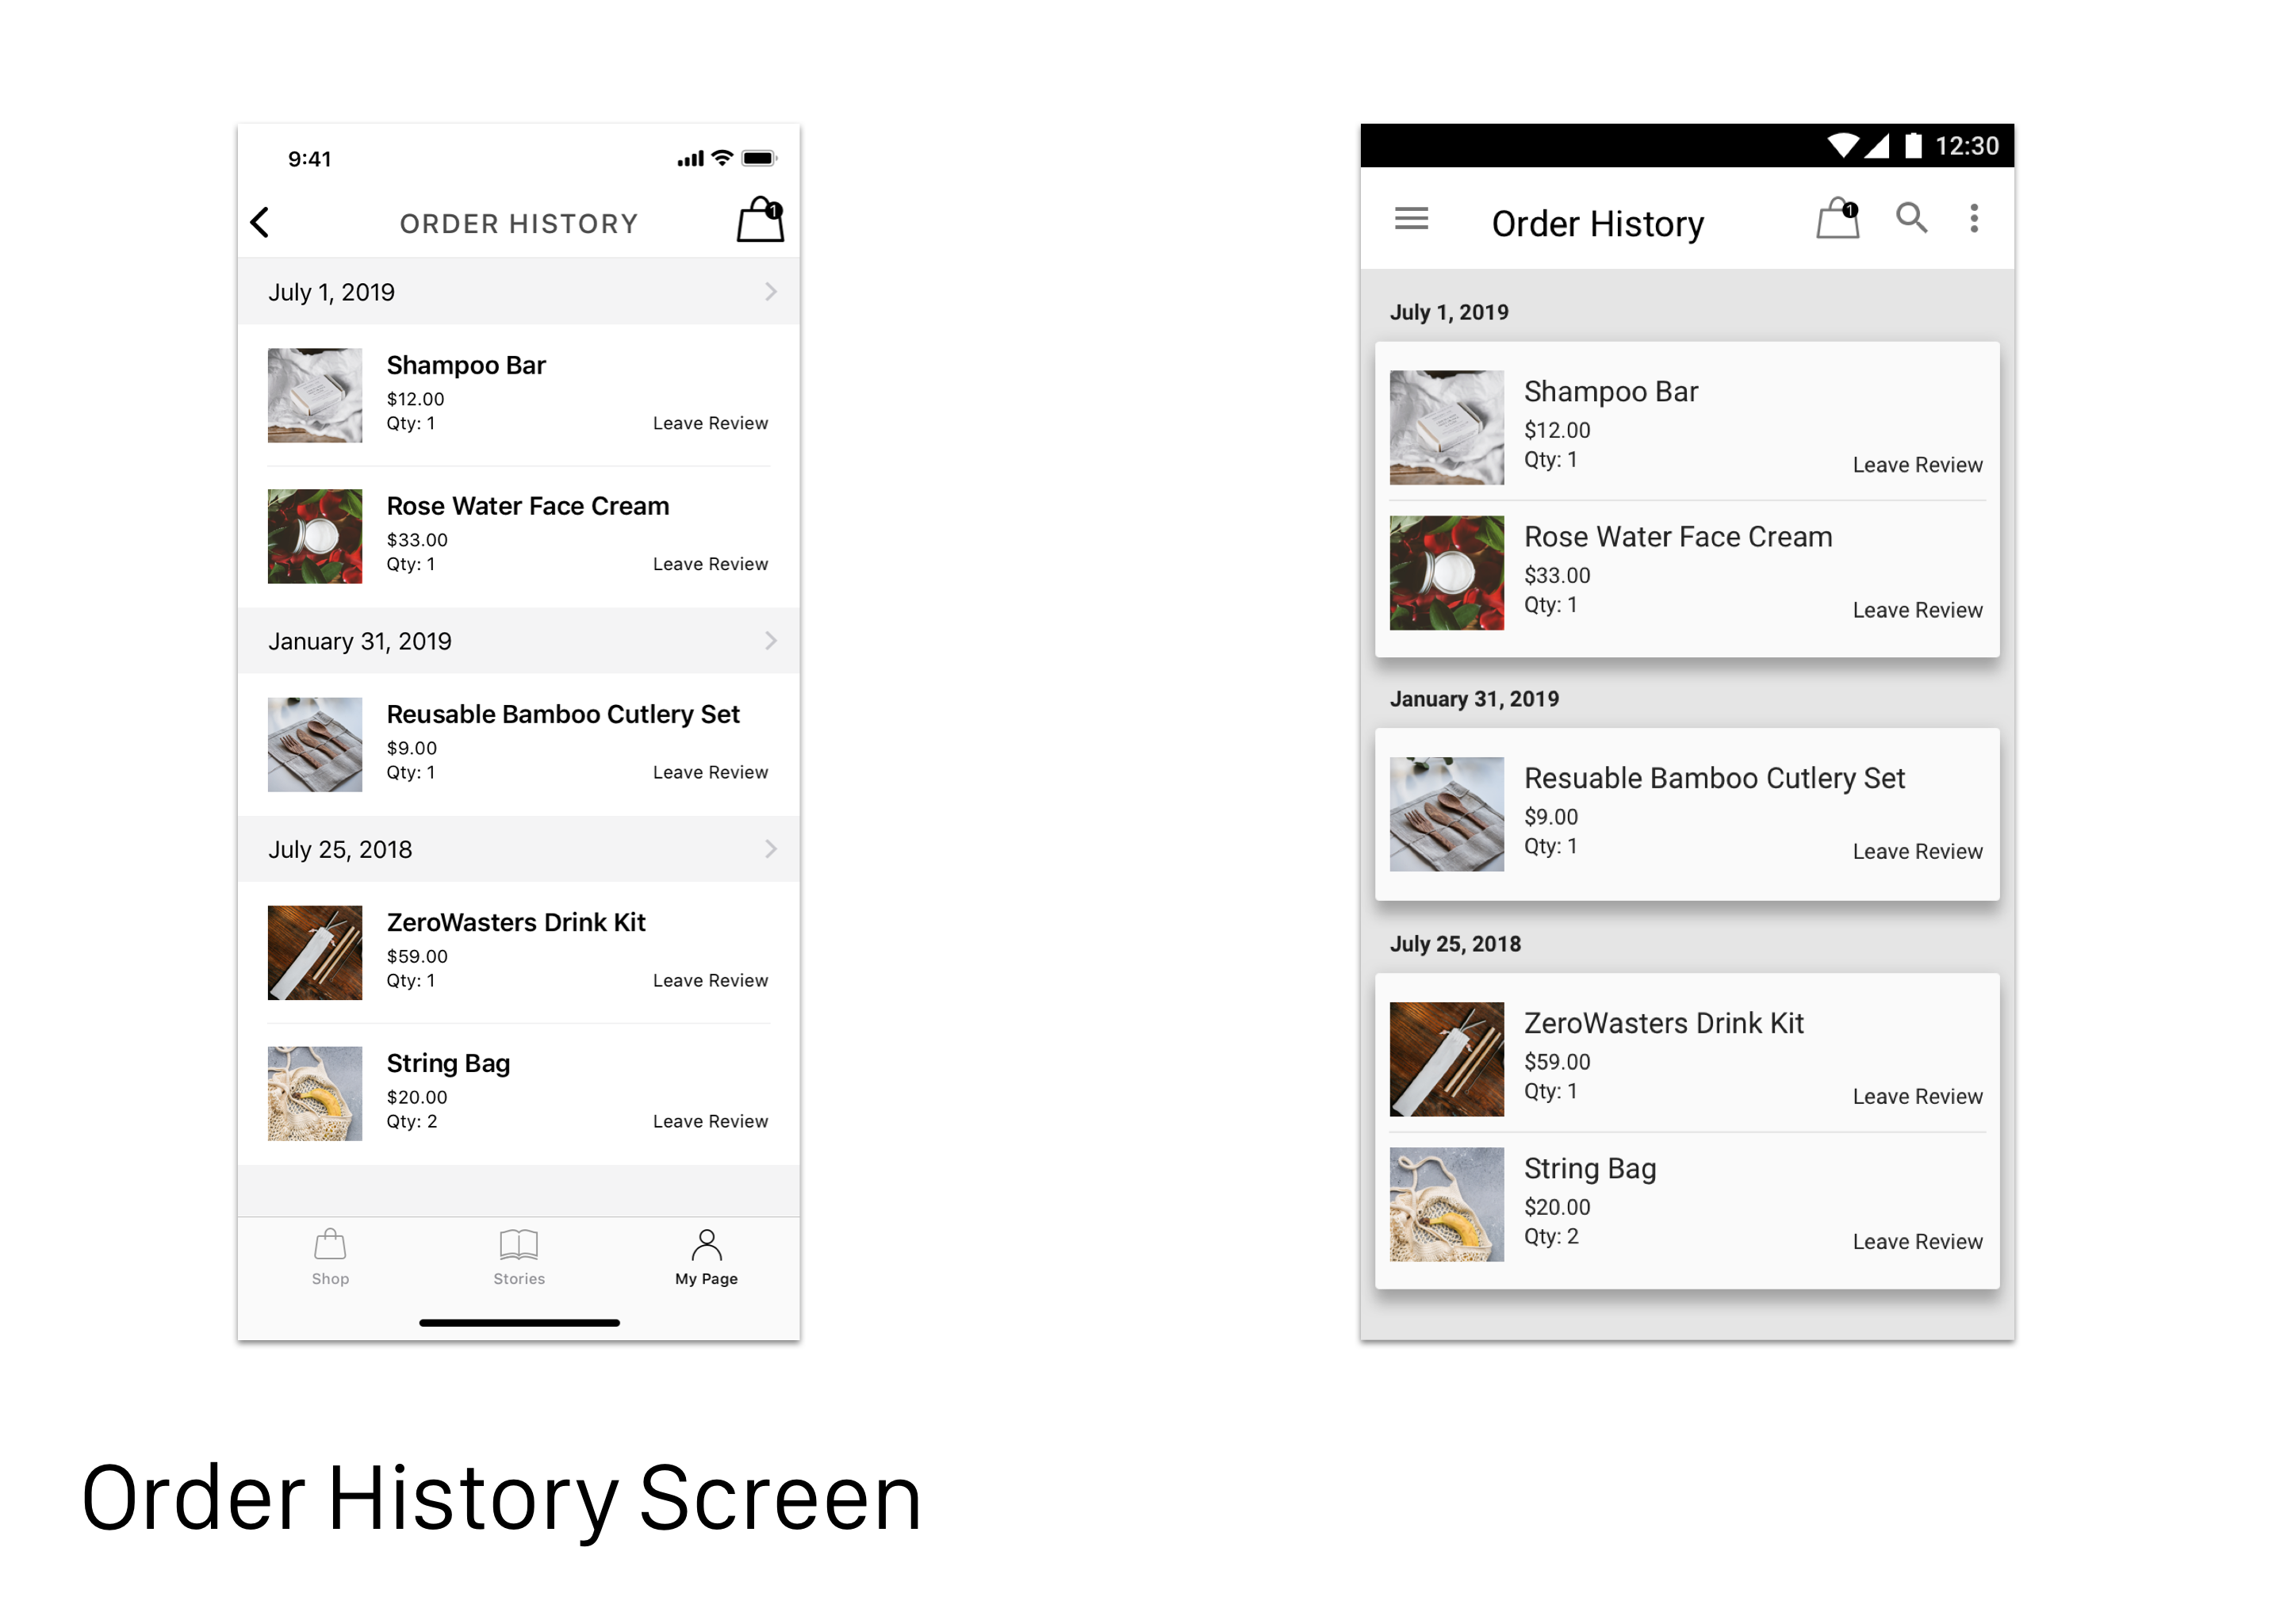 9:41
ORDER HISTORY
1
July 1, 2019
Shampoo Bar
$12.00
Qty: 1
Leave Review
Rose Water Face Cream
$33.00
Qty: 1
Leave Review
January 31, 2019
Reusable Bamboo Cutlery Set
$9.00
Qty: 1
Leave Review
July 25, 2018
ZeroWasters Drink Kit
$59.00
Qty: 1
Leave Review
String Bag
$20.00
Qty: 2
Leave Review
Shop
Stories
My Page
12:30
Order History
1
July 1, 2019
Shampoo Bar
$12.00
Qty: 1
Leave Review
Rose Water Face Cream
$33.00
Qty: 1
Leave Review
January 31, 2019
Resuable Bamboo Cutlery Set
$9.00
Qty: 1
Leave Review
July 25, 2018
ZeroWasters Drink Kit
$59.00
Qty: 1
Leave Review
String Bag
$20.00
Qty: 2
Leave Review
Order History Screen